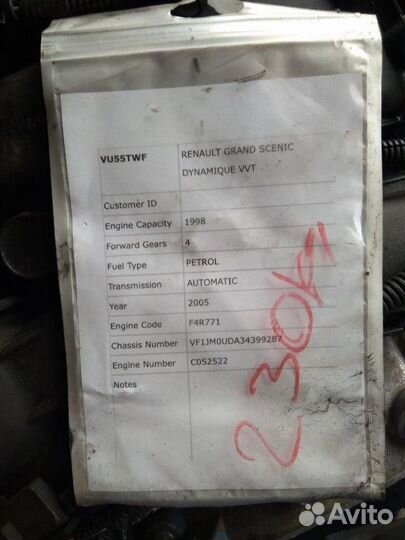 VU55TWF RENAULT GRAND SCENIC
DYNAMIQUE VVT
Customer ID
Engine Capacity 1998
Forward Gears 4
Fuel Type PETROL
Transmission AUTOMATIC
Year 2005
Engine Code F4R771
Chassis Number VF1JM0UDA34399287
Engine Number C052522
Notes
Avito